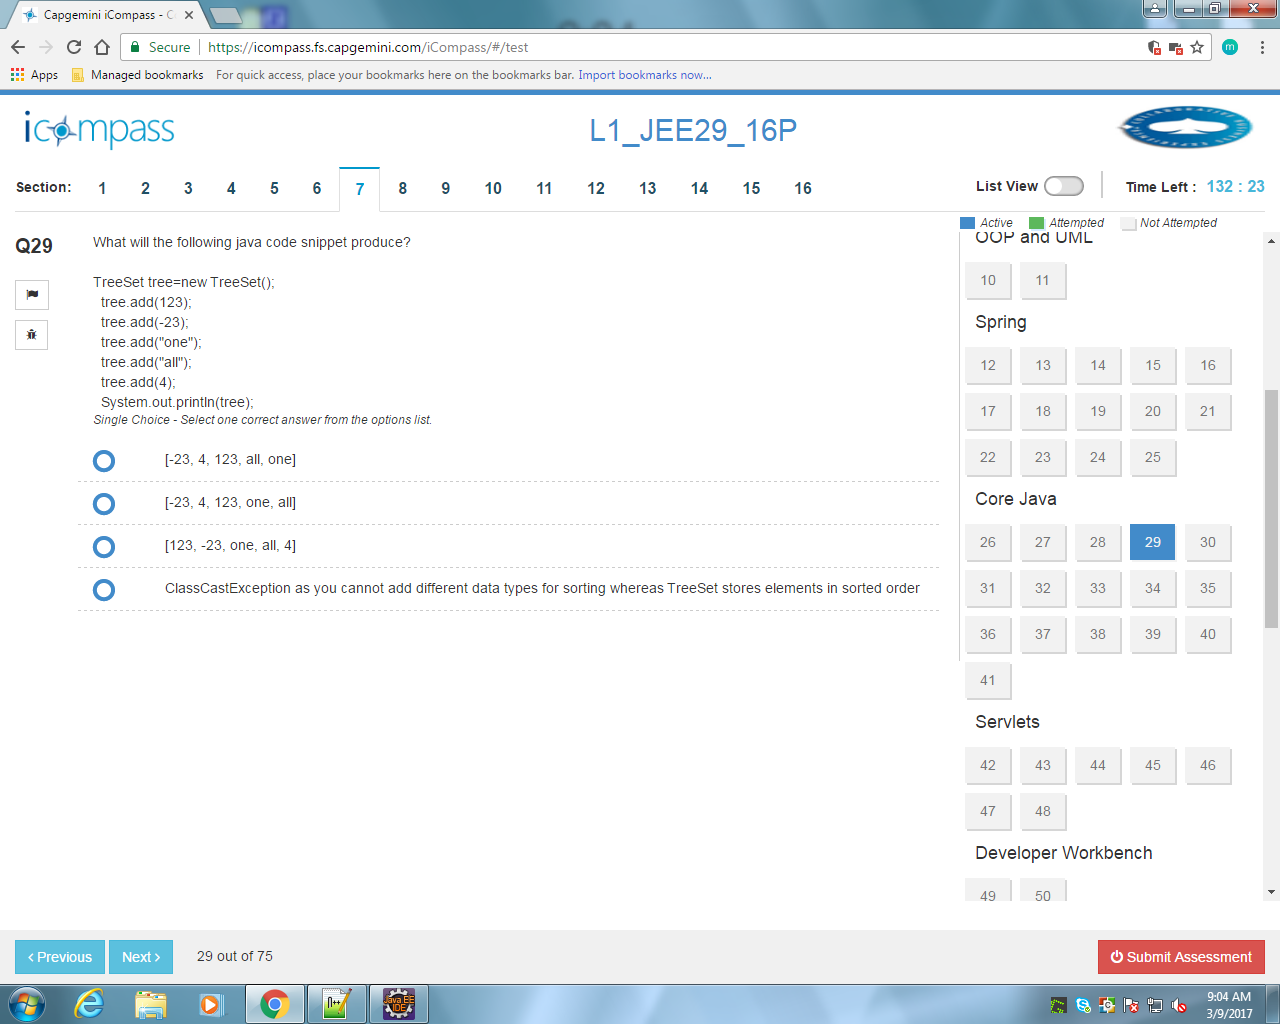 Capgemini iCompass - C
Secure https://icompass.fs.capgemini.com/iCompass/#/test
m
Apps Managed bookmarks For quick access, place your bookmarks here on the bookmarks bar. Import bookmarks now...
icompass
L1_JEE29_16P
Section: 1 2 3 4 5 6 7 8 9 10 11 12 13 14 15 16
List View Time Left : 132 : 23
Active Attempted Not Attempted
Q29
What will the following java code snippet produce?
TreeSet tree=new TreeSet();
tree.add(123);
tree.add(-23);
tree.add("one");
tree.add("all");
tree.add(4);
System.out.println(tree);
Single Choice - Select one correct answer from the options list.
[-23, 4, 123, all, one]
[-23, 4, 123, one, all]
[123, -23, one, all, 4]
ClassCastException as you cannot add different data types for sorting whereas TreeSet stores elements in sorted order
OOP and UML
10 11
Spring
12 13 14 15 16
17 18 19 20 21
22 23 24 25
Core Java
26 27 28 29 30
31 32 33 34 35
36 37 38 39 40
41
Servlets
42 43 44 45 46
47 48
Developer Workbench
49 50
‹ Previous Next › 29 out of 75
Submit Assessment
Java EE
IDE
9:04 AM
3/9/2017